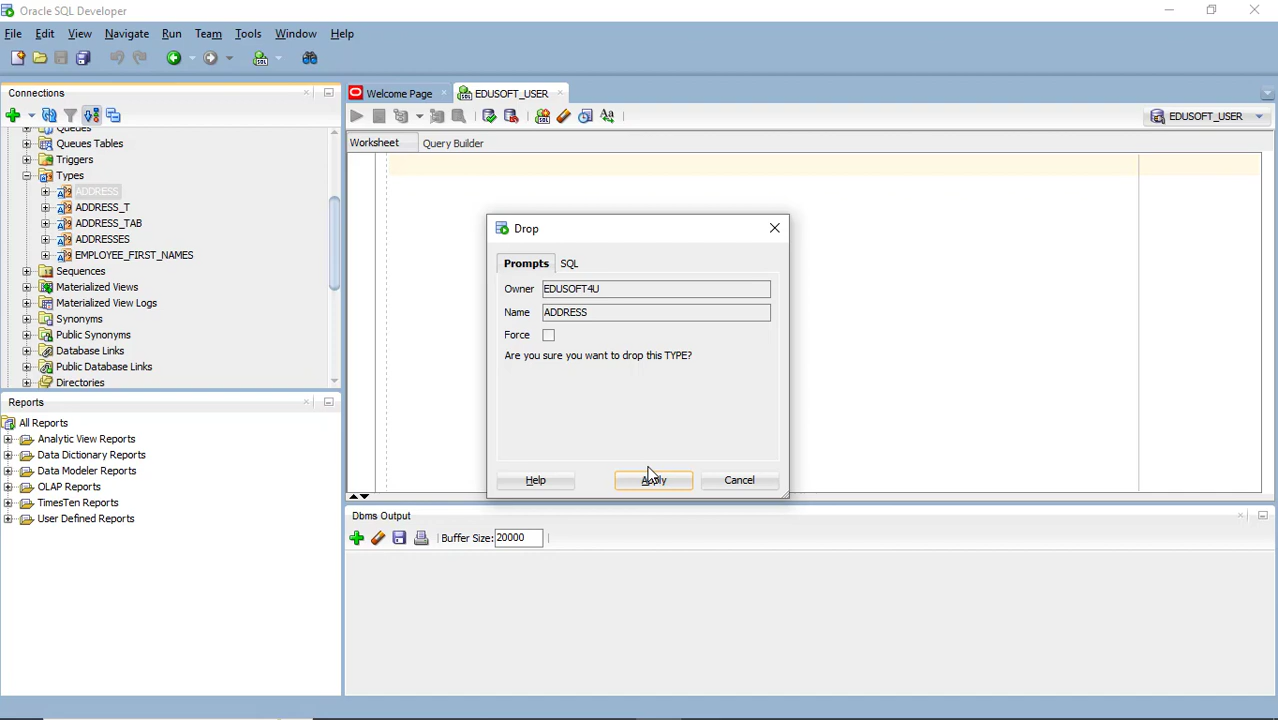 Oracle SQL Developer
File Edit View Navigate Run Team Tools Window Help
Connections
Queues
Queues Tables
Triggers
Types
ADDRESS
ADDRESS_T
ADDRESS_TAB
ADDRESSES
EMPLOYEE_FIRST_NAMES
Sequences
Materialized Views
Materialized View Logs
Synonyms
Public Synonyms
Database Links
Public Database Links
Directories
Reports
All Reports
Analytic View Reports
Data Dictionary Reports
Data Modeler Reports
OLAP Reports
TimesTen Reports
User Defined Reports
Welcome Page EDUSOFT_USER
EDUSOFT_USER
Worksheet Query Builder
Drop
Prompts SQL
Owner EDUSOFT4U
Name ADDRESS
Force
Are you sure you want to drop this TYPE?
Help Apply Cancel
Dbms Output
Buffer Size: 20000